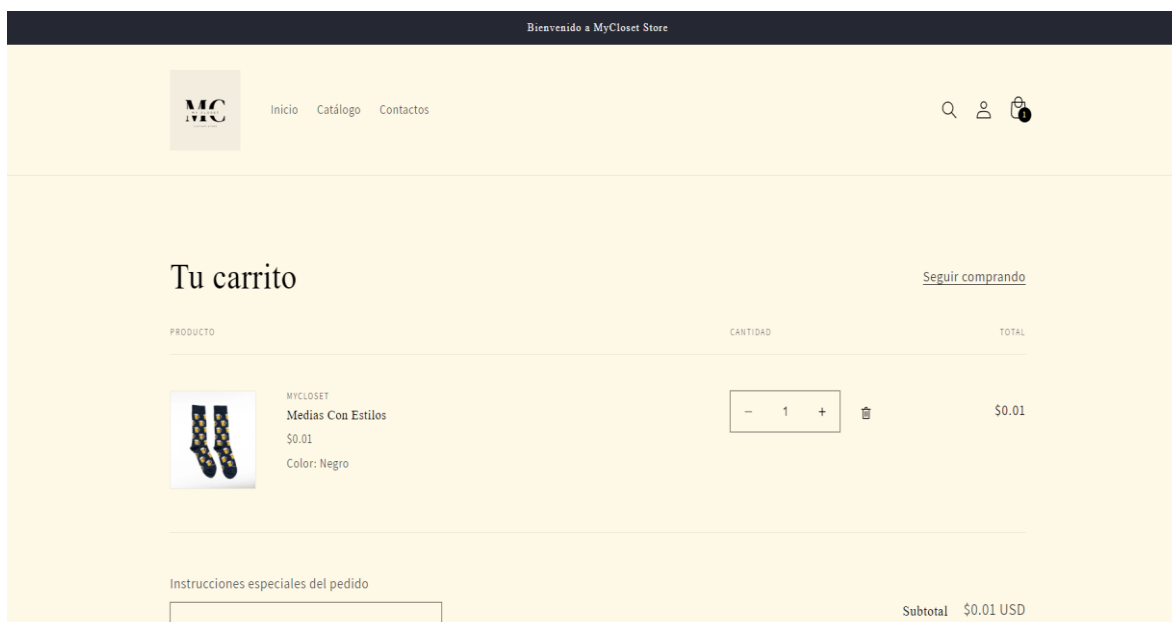 Bienvenido a MyCloset Store
MC
Inicio Catálogo Contactos
1
Tu carrito
Seguir comprando
PRODUCTO CANTIDAD TOTAL
MYCLOSET
Medias Con Estilos
$0.01
Color: Negro
− 1 +
$0.01
Instrucciones especiales del pedido
Subtotal $0.01 USD